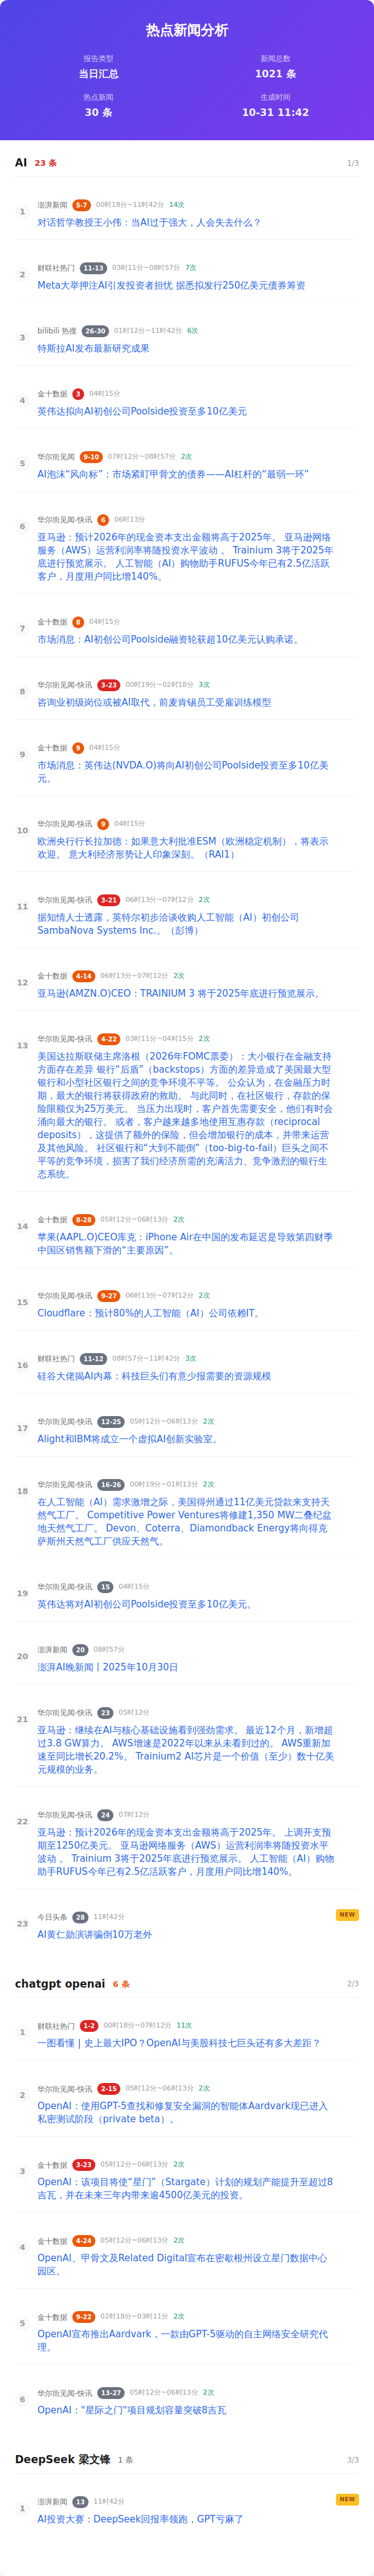 热点新闻分析
报告类型
新闻总数
当日汇总
1021 条
热点新闻
生成时间
30 条
10-31 11:42
AI 23 条 1/3
1
澎湃新闻 5-7 00时18分~11时42分 14次
对话哲学教授王小伟：当AI过于强大，人会失去什么？
2
财联社热门 11-13 03时11分~08时57分 7次
Meta大举押注AI引发投资者担忧 据悉拟发行250亿美元债券筹资
3
bilibili 热搜 26-30 01时12分~11时42分 6次
特斯拉AI发布最新研究成果
4
金十数据 3 04时15分
英伟达拟向AI初创公司Poolside投资至多10亿美元
5
华尔街见闻 9-10 07时12分~08时57分 2次
AI泡沫“风向标”：市场紧盯甲骨文的债券——AI杠杆的“最弱一环”
6
华尔街见闻-快讯 6 06时13分
亚马逊：预计2026年的现金资本支出金额将高于2025年。 亚马逊网络
服务（AWS）运营利润率将随投资水平波动 。 Trainium 3将于2025年
底进行预览展示。 人工智能（AI）购物助手RUFUS今年已有2.5亿活跃
客户，月度用户同比增140%。
7
金十数据 8 04时15分
市场消息：AI初创公司Poolside融资轮获超10亿美元认购承诺。
8
华尔街见闻-快讯 3-23 00时19分~02时18分 3次
咨询业初级岗位或被AI取代，前麦肯锡员工受雇训练模型
9
金十数据 9 04时15分
市场消息：英伟达(NVDA.O)将向AI初创公司Poolside投资至多10亿美
元。
10
华尔街见闻-快讯 9 04时15分
欧洲央行行长拉加德：如果意大利批准ESM（欧洲稳定机制），将表示
欢迎。 意大利经济形势让人印象深刻。（RAI1）
11
华尔街见闻-快讯 3-21 06时13分~07时12分 2次
据知情人士透露，英特尔初步洽谈收购人工智能（AI）初创公司
SambaNova Systems Inc.。（彭博）
12
金十数据 4-14 06时13分~07时12分 2次
亚马逊(AMZN.O)CEO：TRAINIUM 3 将于2025年底进行预览展示。
13
华尔街见闻-快讯 4-22 03时11分~04时15分 2次
美国达拉斯联储主席洛根（2026年FOMC票委）：大小银行在金融支持
方面存在差异 银行“后盾”（backstops）方面的差异造成了美国最大型
银行和小型社区银行之间的竞争环境不平等。 公众认为，在金融压力时
期，最大的银行将获得政府的救助。 与此同时，在社区银行，存款的保
险限额仅为25万美元。 当压力出现时，客户首先需要安全，他们有时会
涌向最大的银行。 或者，客户越来越多地使用互惠存款（reciprocal
deposits），这提供了额外的保险，但会增加银行的成本，并带来运营
及其他风险。 社区银行和“大到不能倒”（too-big-to-fail）巨头之间不
平等的竞争环境，损害了我们经济所需的充满活力、竞争激烈的银行生
态系统。
14
金十数据 8-28 05时12分~06时13分 2次
苹果(AAPL.O)CEO库克：iPhone Air在中国的发布延迟是导致第四财季
中国区销售额下滑的“主要原因”。
15
华尔街见闻-快讯 9-27 06时13分~07时12分 2次
Cloudflare：预计80%的人工智能（AI）公司依赖IT。
16
财联社热门 11-12 08时57分~11时42分 3次
硅谷大佬揭AI内幕：科技巨头们有意少报需要的资源规模
17
华尔街见闻-快讯 12-25 05时12分~06时13分 2次
Alight和IBM将成立一个虚拟AI创新实验室。
18
华尔街见闻-快讯 16-26 00时19分~01时13分 2次
在人工智能（AI）需求激增之际，美国得州通过11亿美元贷款来支持天
然气工厂。 Competitive Power Ventures将修建1,350 MW二叠纪盆
地天然气工厂。 Devon、Coterra、Diamondback Energy将向得克
萨斯州天然气工厂供应天然气。
19
华尔街见闻-快讯 15 04时15分
英伟达将对AI初创公司Poolside投资至多10亿美元。
20
澎湃新闻 20 08时57分
澎湃AI晚新闻 | 2025年10月30日
21
华尔街见闻-快讯 23 05时12分
亚马逊：继续在AI与核心基础设施看到强劲需求。 最近12个月，新增超
过3.8 GW算力。 AWS增速是2022年以来从未看到过的。 AWS重新加
速至同比增长20.2%。 Trainium2 AI芯片是一个价值（至少）数十亿美
元规模的业务。
22
华尔街见闻-快讯 24 07时12分
亚马逊：预计2026年的现金资本支出金额将高于2025年。 上调开支预
期至1250亿美元。 亚马逊网络服务（AWS）运营利润率将随投资水平
波动 。 Trainium 3将于2025年底进行预览展示。 人工智能（AI）购物
助手RUFUS今年已有2.5亿活跃客户，月度用户同比增140%。
23
今日头条 28 11时42分 NEW
AI黄仁勋演讲骗倒10万老外
chatgpt openai 6 条 2/3
1
财联社热门 1-2 00时18分~07时12分 11次
一图看懂 | 史上最大IPO？OpenAI与美股科技七巨头还有多大差距？
2
华尔街见闻-快讯 2-15 05时12分~06时13分 2次
OpenAI：使用GPT-5查找和修复安全漏洞的智能体Aardvark现已进入
私密测试阶段（private beta）。
3
金十数据 3-23 05时12分~06时13分 2次
OpenAI：该项目将使“星门”（Stargate）计划的规划产能提升至超过8
吉瓦，并在未来三年内带来逾4500亿美元的投资。
4
金十数据 4-24 05时12分~06时13分 2次
OpenAI、甲骨文及Related Digital宣布在密歇根州设立星门数据中心
园区。
5
金十数据 9-22 02时18分~03时11分 2次
OpenAI宣布推出Aardvark，一款由GPT-5驱动的自主网络安全研究代
理。
6
华尔街见闻-快讯 13-27 05时12分~06时13分 2次
OpenAI："星际之门"项目规划容量突破8吉瓦
DeepSeek 梁文锋 1 条 3/3
1
澎湃新闻 13 11时42分 NEW
AI投资大赛：DeepSeek回报率领跑，GPT亏麻了